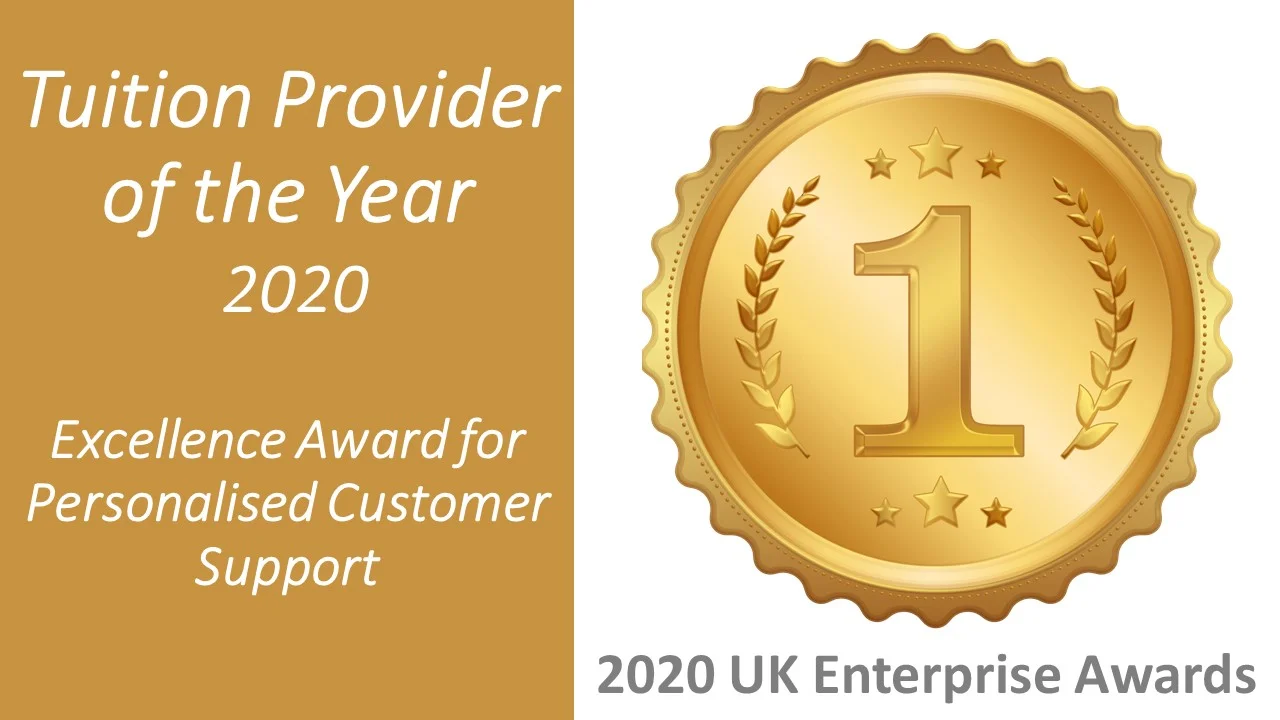 Tuition Provider
of the Year
2020
Excellence Award for
Personalised Customer
Support
1
2020 UK Enterprise Awards